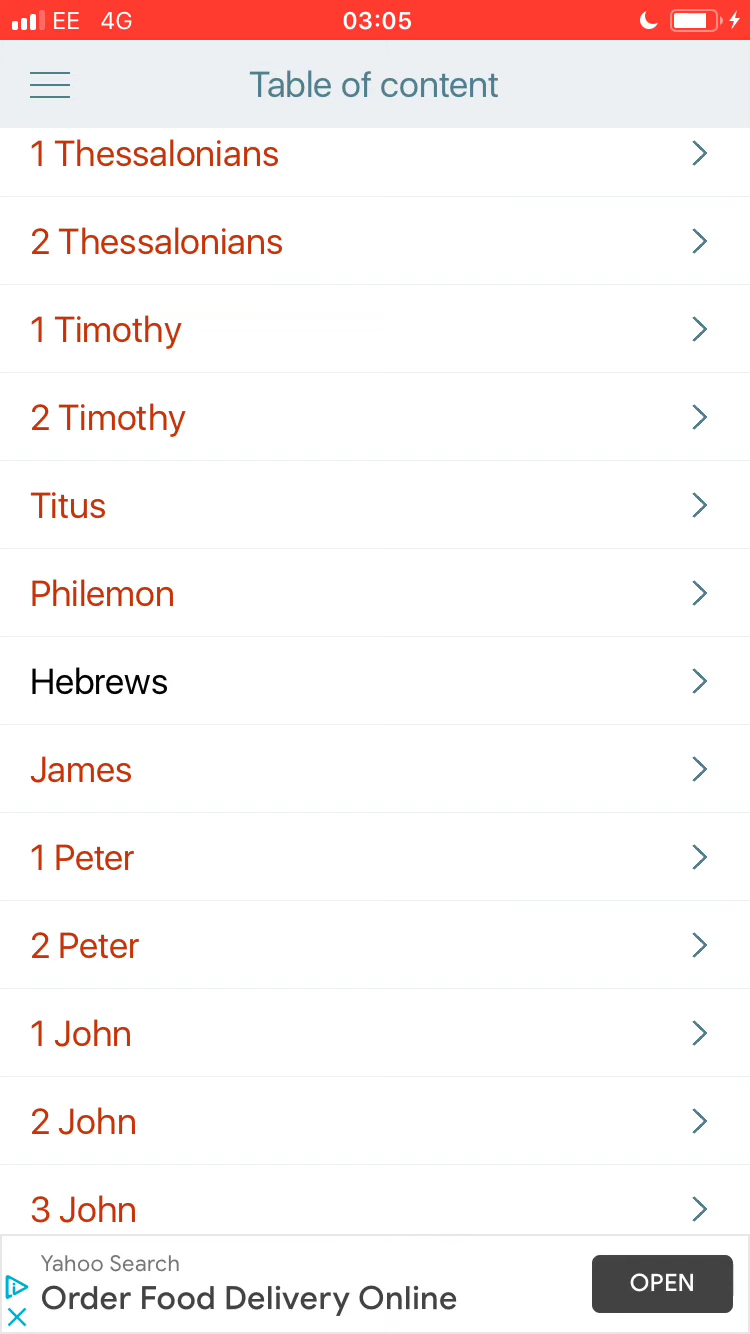 EE 4G 03:05
Table of content
1 Thessalonians
2 Thessalonians
1 Timothy
2 Timothy
Titus
Philemon
Hebrews
James
1 Peter
2 Peter
1 John
2 John
3 John
Yahoo Search
Order Food Delivery Online
OPEN